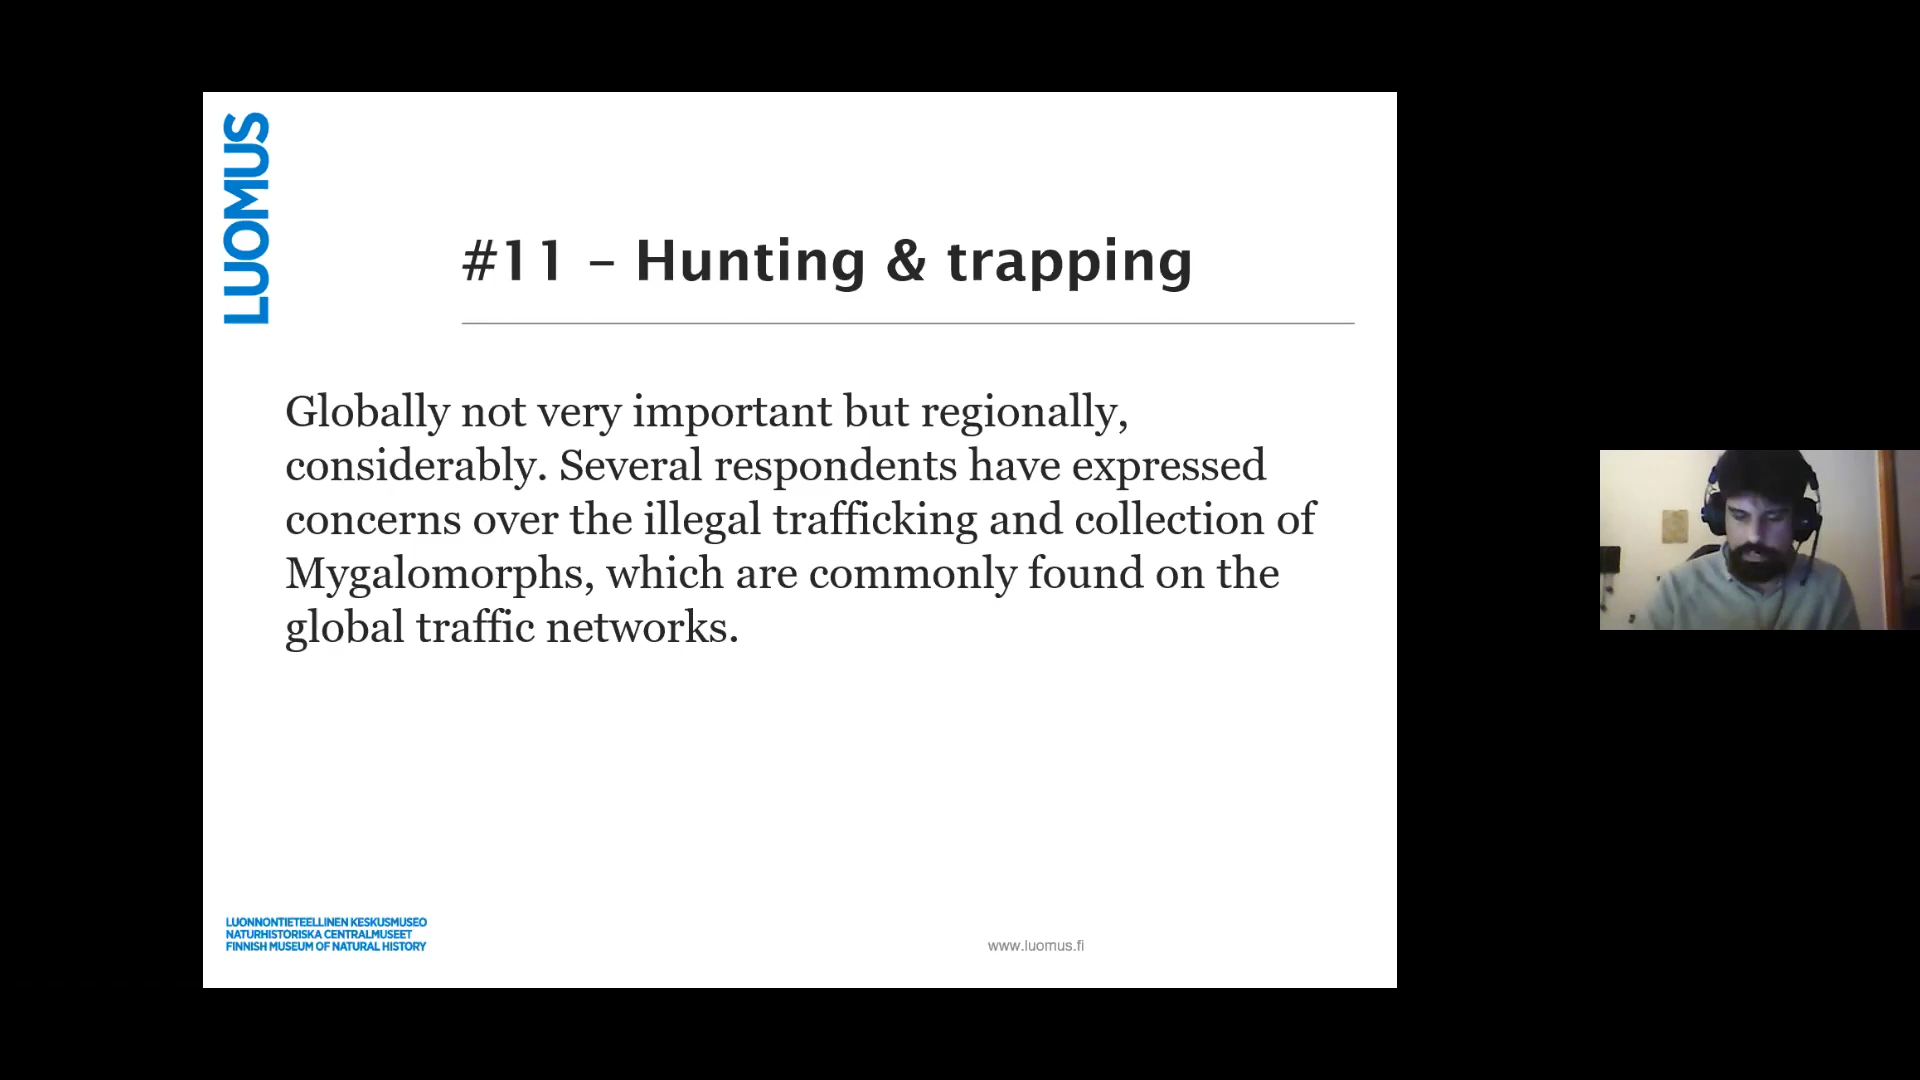 LUOMUS
#11 – Hunting & trapping
Globally not very important but regionally,
considerably. Several respondents have expressed
concerns over the illegal trafficking and collection of
Mygalomorphs, which are commonly found on the
global traffic networks.
LUONNONTIETEELLINEN KESKUSMUSEO
NATURHISTORISKA CENTRALMUSEET
FINNISH MUSEUM OF NATURAL HISTORY
www.luomus.fi